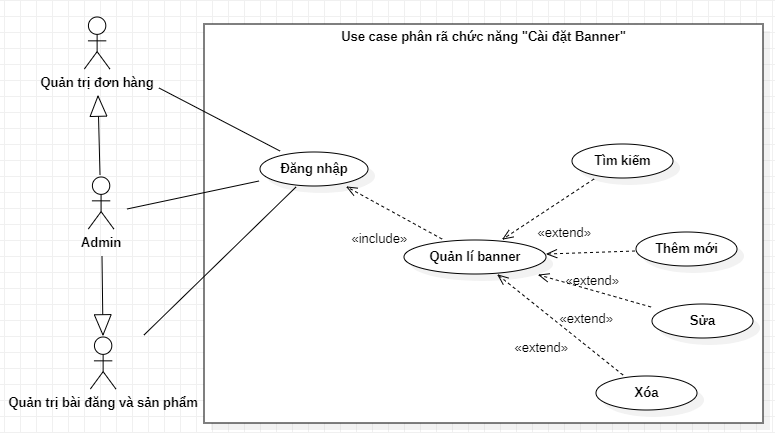 Use case phân rã chức năng "Cài đặt Banner"
Quản trị đơn hàng
Đăng nhập
Tìm kiếm
Admin
«include»
«extend»
Quản lí banner
Thêm mới
«extend»
Sửa
«extend»
«extend»
Xóa
Quản trị bài đăng và sản phẩm